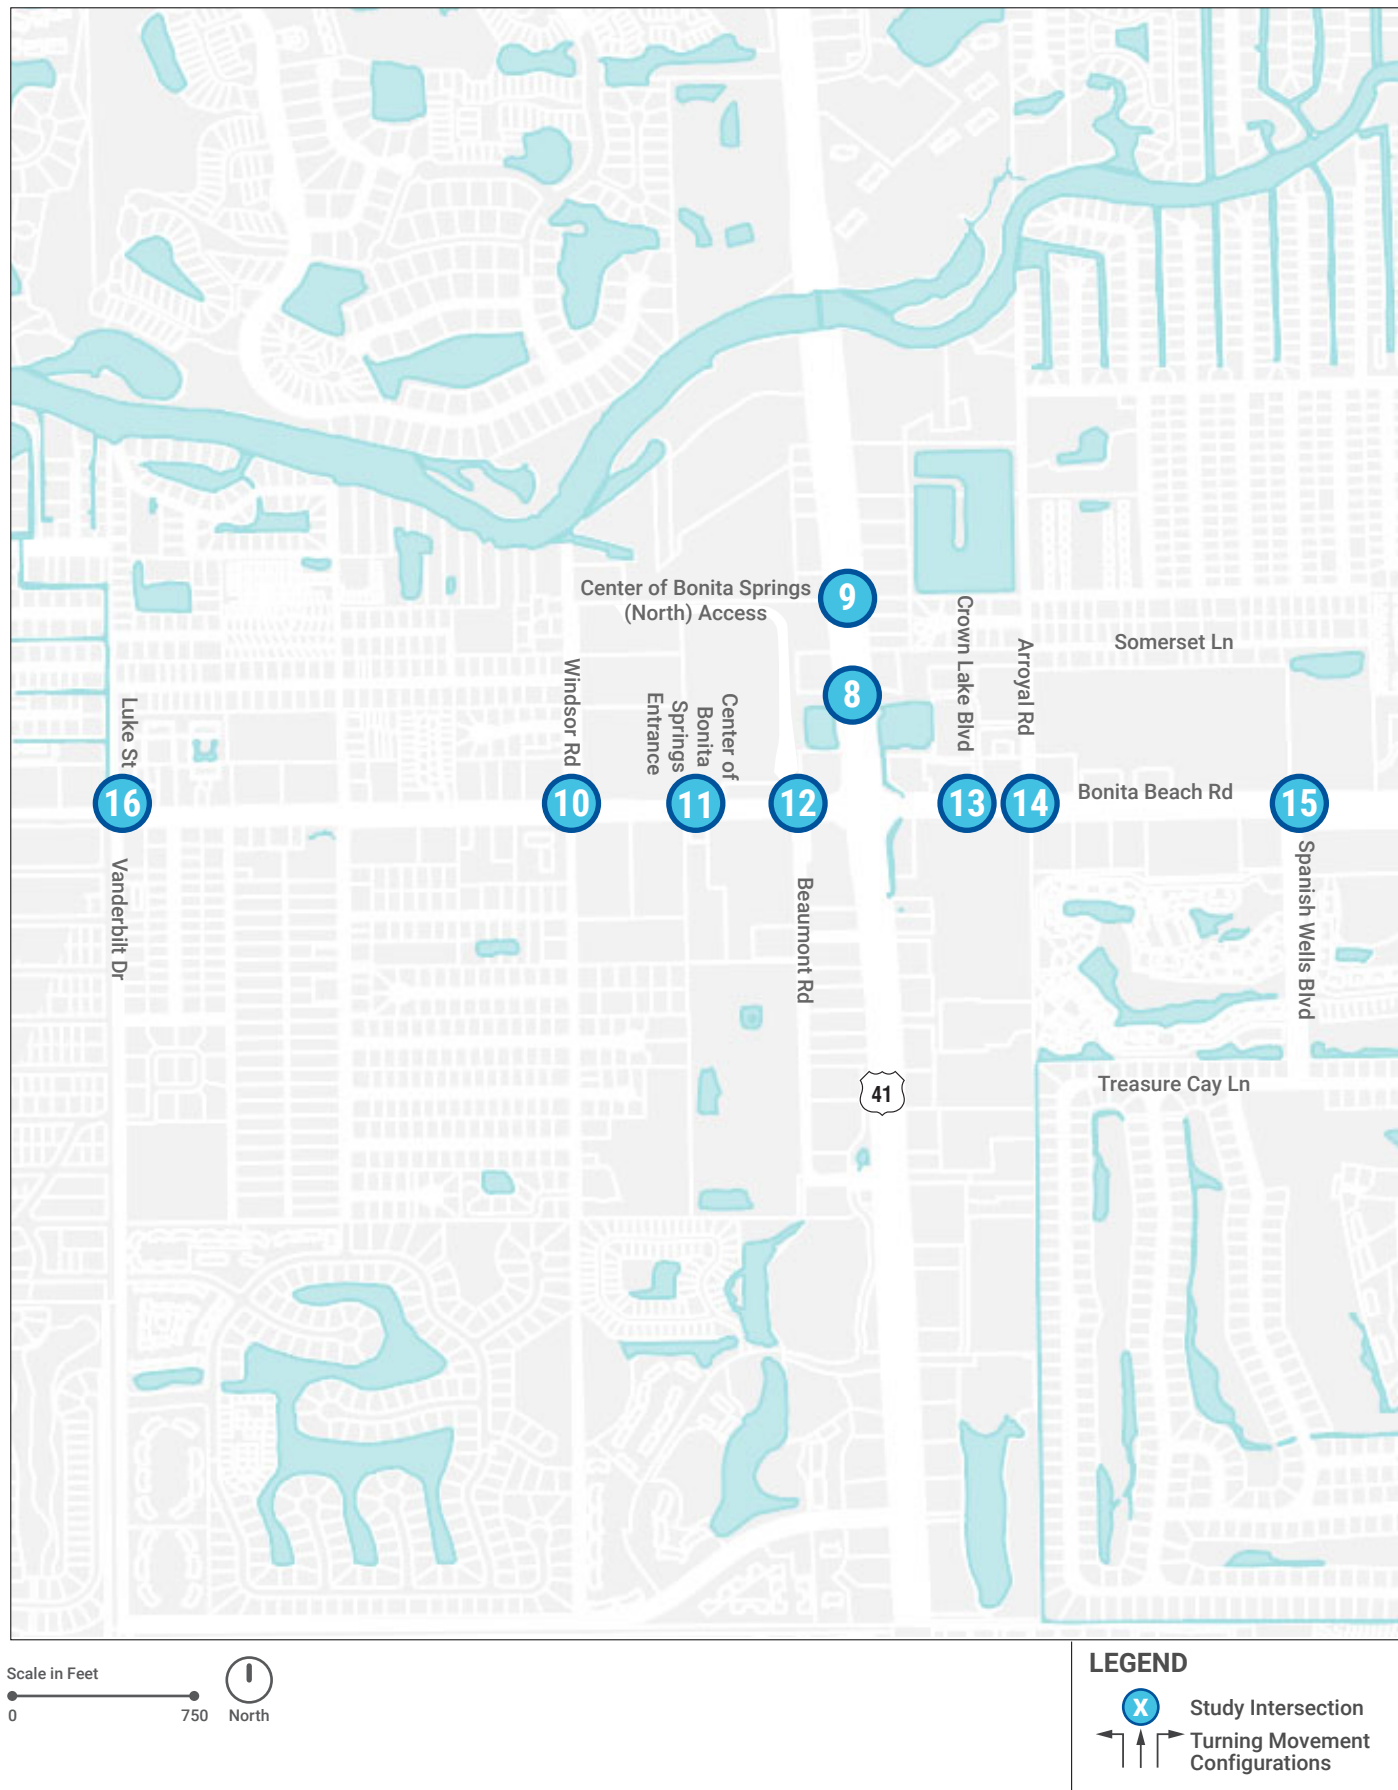 Center of Bonita Springs
(North) Access
9
Somerset Ln
Crown Lake Blvd
Arroyal Rd
8
Windsor Rd
Center of
Bonita
Springs
Entrance
Luke St
16
10
11
12
13
14
Bonita Beach Rd
15
Vanderbilt Dr
Beaumont Rd
Spanish Wells Blvd
41
Treasure Cay Ln
Scale in Feet
0
750
North
LEGEND
X
Study Intersection
Turning Movement
Configurations